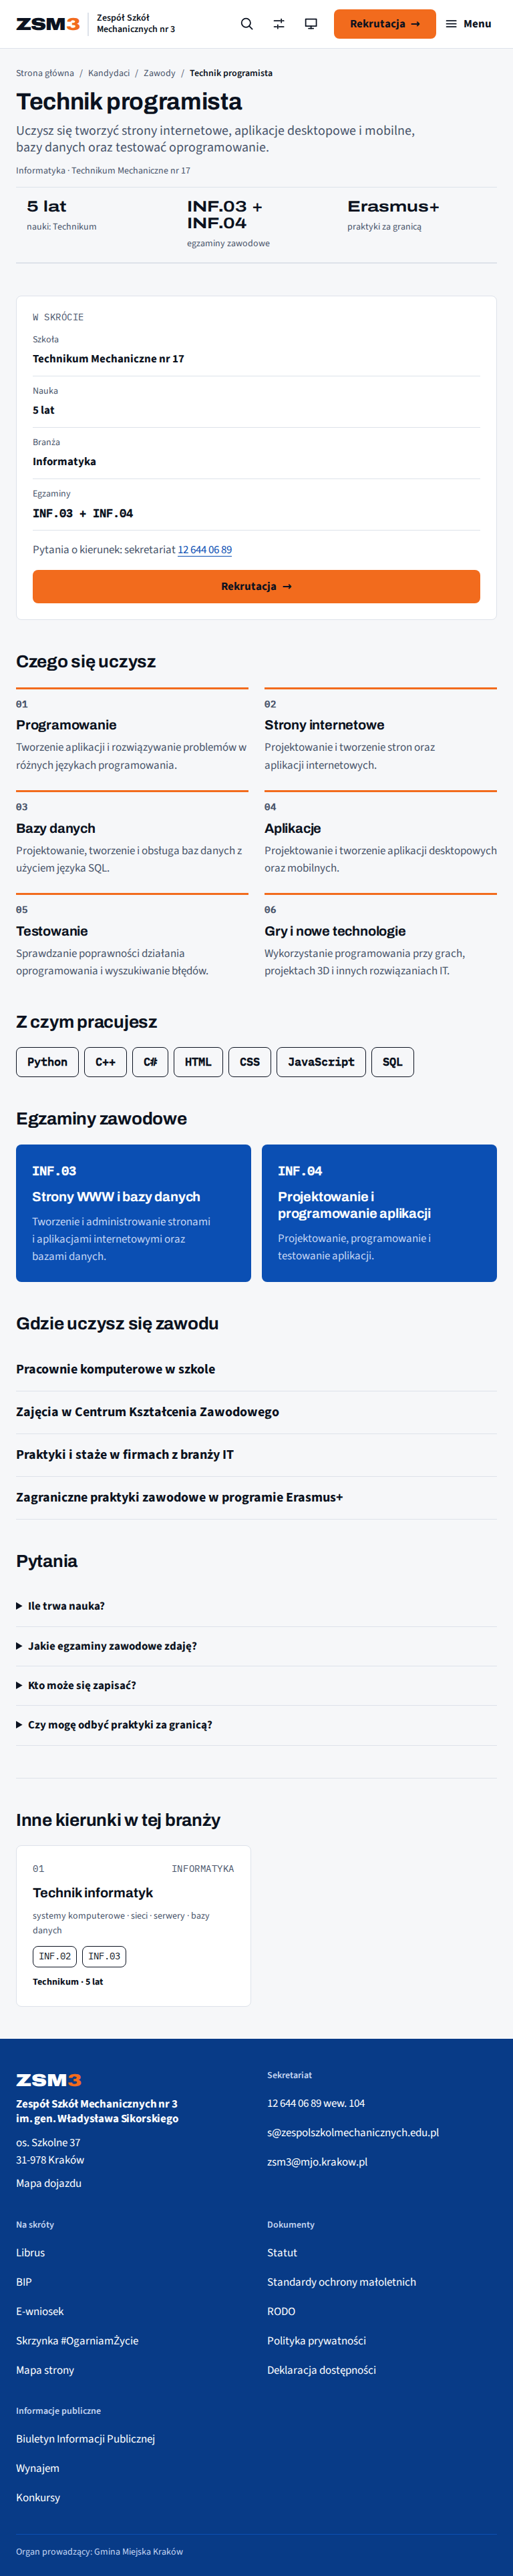 ZSM3
Zespół Szkół
Mechanicznych nr 3
Rekrutacja →
Menu
Strona główna / Kandydaci / Zawody / Technik programista
Technik programista
Uczysz się tworzyć strony internetowe, aplikacje desktopowe i mobilne,
bazy danych oraz testować oprogramowanie.
Informatyka · Technikum Mechaniczne nr 17
5 lat
nauki: Technikum
INF.03 +
INF.04
egzaminy zawodowe
Erasmus+
praktyki za granicą
W SKRÓCIE
Szkoła
Technikum Mechaniczne nr 17
Nauka
5 lat
Branża
Informatyka
Egzaminy
INF.03 + INF.04
Pytania o kierunek: sekretariat 12 644 06 89
Rekrutacja →
Czego się uczysz
01
Programowanie
Tworzenie aplikacji i rozwiązywanie problemów w
różnych językach programowania.
02
Strony internetowe
Projektowanie i tworzenie stron oraz
aplikacji internetowych.
03
Bazy danych
Projektowanie, tworzenie i obsługa baz danych z
użyciem języka SQL.
04
Aplikacje
Projektowanie i tworzenie aplikacji desktopowych
oraz mobilnych.
05
Testowanie
Sprawdzanie poprawności działania
oprogramowania i wyszukiwanie błędów.
06
Gry i nowe technologie
Wykorzystanie programowania przy grach,
projektach 3D i innych rozwiązaniach IT.
Z czym pracujesz
Python
C++
C#
HTML
CSS
JavaScript
SQL
Egzaminy zawodowe
INF.03
Strony WWW i bazy danych
Tworzenie i administrowanie stronami
i aplikacjami internetowymi oraz
bazami danych.
INF.04
Projektowanie i
programowanie aplikacji
Projektowanie, programowanie i
testowanie aplikacji.
Gdzie uczysz się zawodu
Pracownie komputerowe w szkole
Zajęcia w Centrum Kształcenia Zawodowego
Praktyki i staże w firmach z branży IT
Zagraniczne praktyki zawodowe w programie Erasmus+
Pytania
Ile trwa nauka?
Jakie egzaminy zawodowe zdaję?
Kto może się zapisać?
Czy mogę odbyć praktyki za granicą?
Inne kierunki w tej branży
01
INFORMATYKA
Technik informatyk
systemy komputerowe · sieci · serwery · bazy
danych
INF.02
INF.03
Technikum · 5 lat
ZSM3
Zespół Szkół Mechanicznych nr 3
im. gen. Władysława Sikorskiego
os. Szkolne 37
31-978 Kraków
Mapa dojazdu
Sekretariat
12 644 06 89 wew. 104
s@zespolszkolmechanicznych.edu.pl
zsm3@mjo.krakow.pl
Na skróty
Librus
BIP
E-wniosek
Skrzynka #OgarniamŻycie
Mapa strony
Dokumenty
Statut
Standardy ochrony małoletnich
RODO
Polityka prywatności
Deklaracja dostępności
Informacje publiczne
Biuletyn Informacji Publicznej
Wynajem
Konkursy
Organ prowadzący: Gmina Miejska Kraków